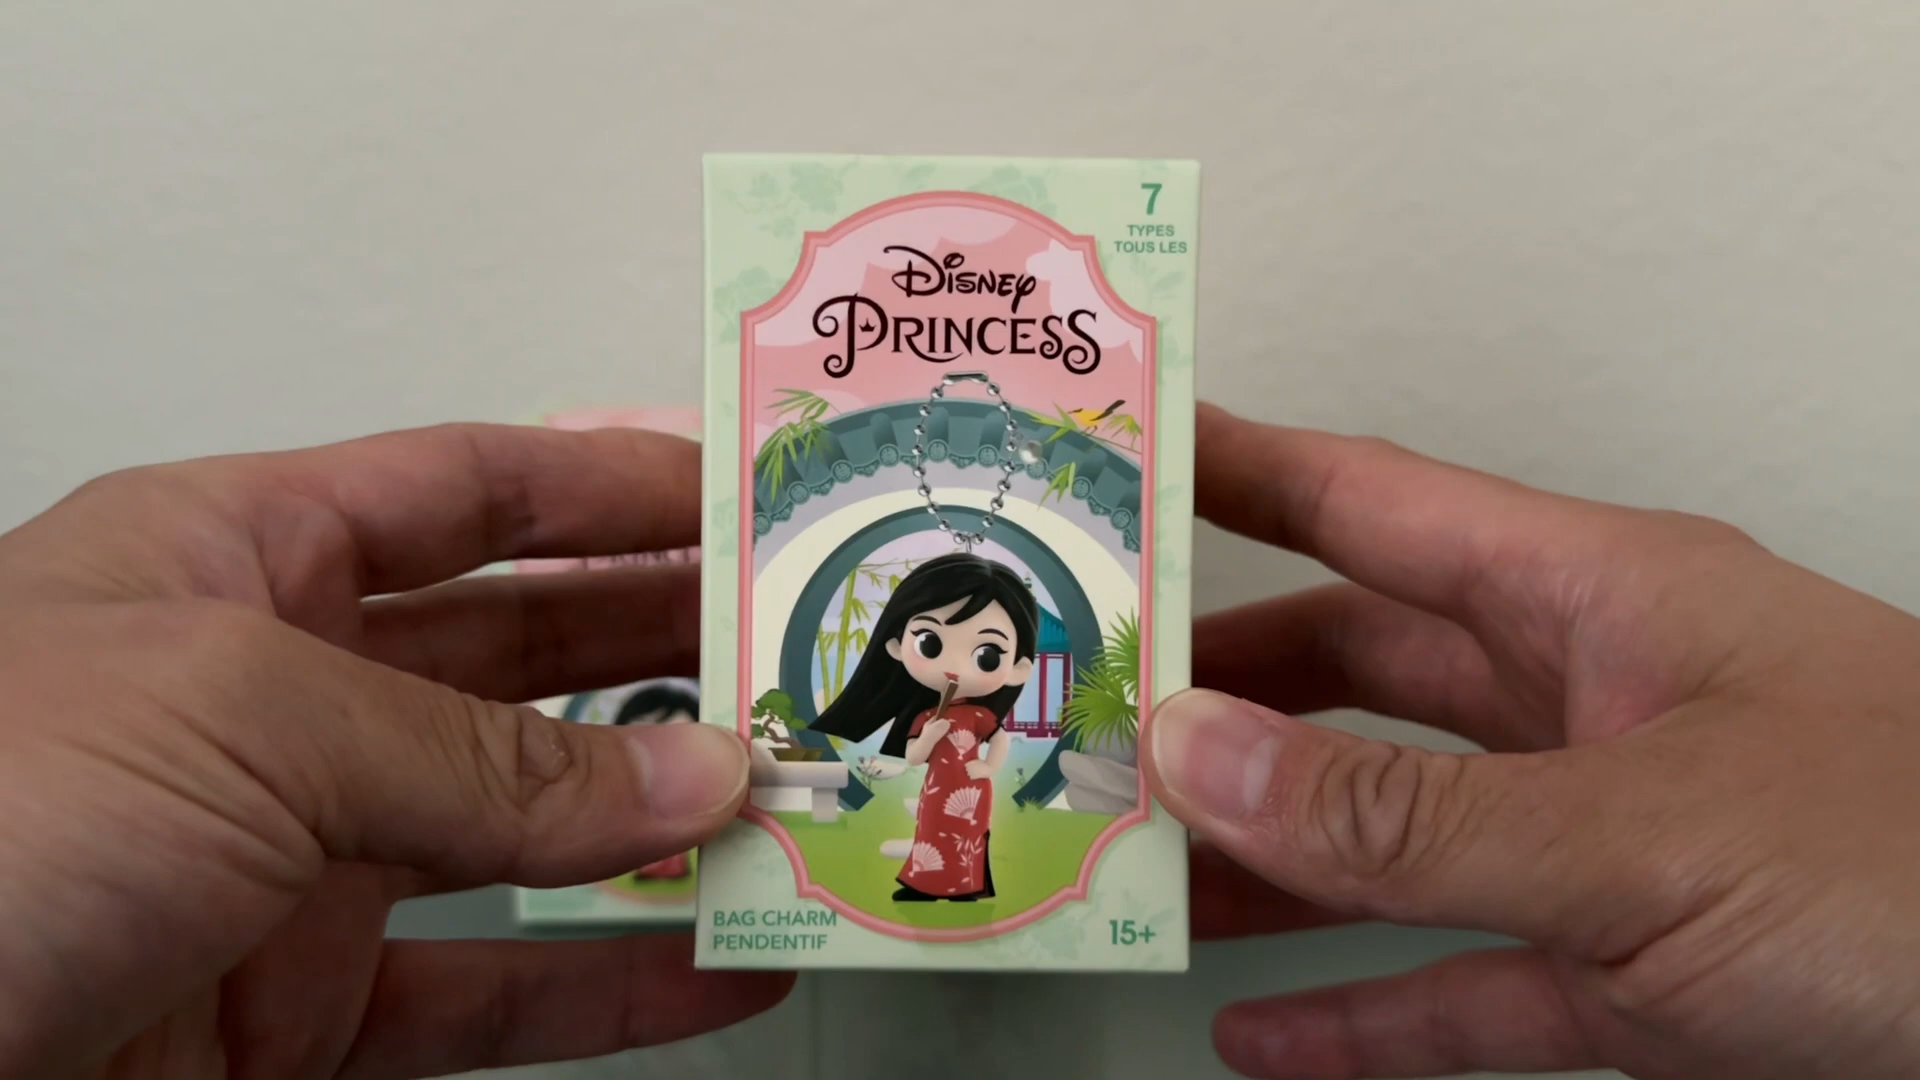 7
TYPES
TOUS LES
Disney
PRINCESS
BAG CHARM
PENDENTIF
15+